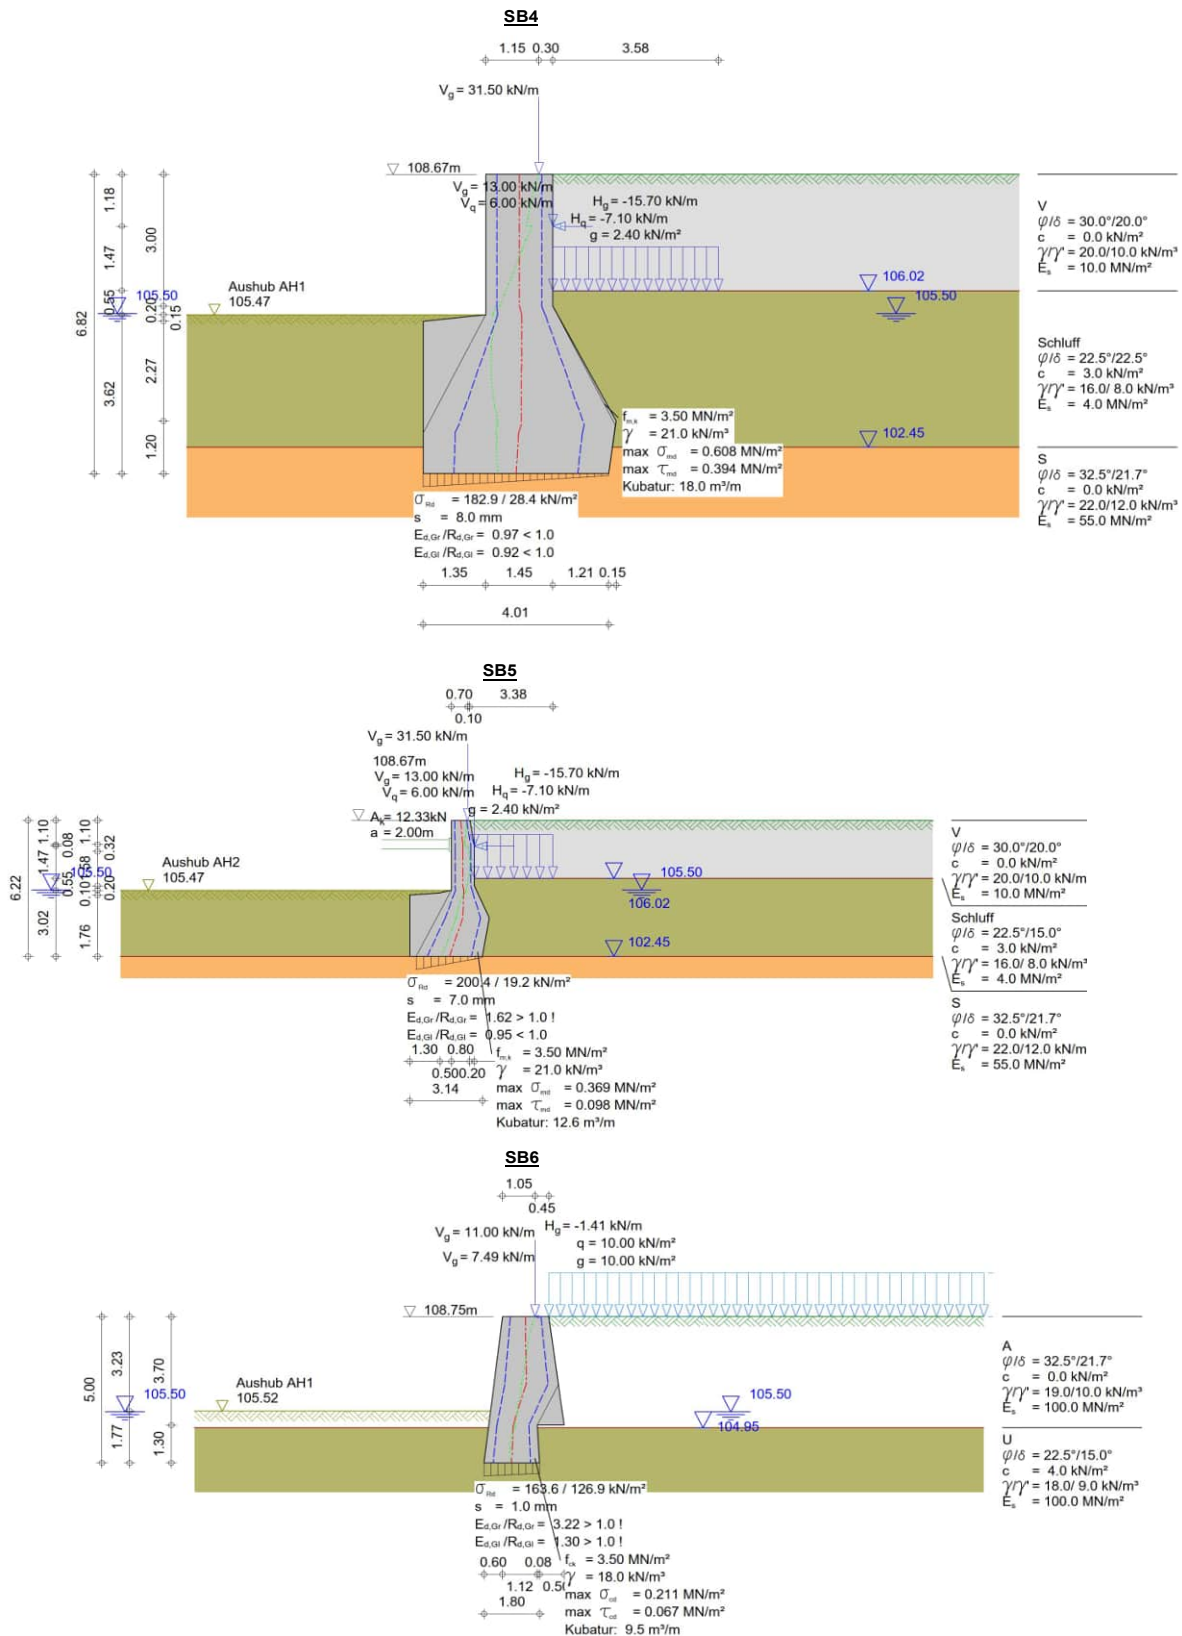 SB4
1.15 0.30 3.58
Vg = 31.50 kN/m
108.67m
Vg = 13.00 kN/m
Vq = 6.00 kN/m
Hg = -15.70 kN/m
Hq = -7.10 kN/m
g = 2.40 kN/m²
6.82
1.18
1.47
0.55
3.62
3.00
0.20
0.15
2.27
1.20
105.50
Aushub AH1
105.47
106.02
105.50
102.45
V
φ/δ = 30.0°/20.0°
c = 0.0 kN/m²
γ/γ' = 20.0/10.0 kN/m³
Es = 10.0 MN/m²
Schluff
φ/δ = 22.5°/22.5°
c = 3.0 kN/m²
γ/γ' = 16.0/ 8.0 kN/m³
Es = 4.0 MN/m²
S
φ/δ = 32.5°/21.7°
c = 0.0 kN/m²
γ/γ' = 22.0/12.0 kN/m³
Es = 55.0 MN/m²
fm,k = 3.50 MN/m²
γ = 21.0 kN/m³
max σmd = 0.608 MN/m²
max τmd = 0.394 MN/m²
Kubatur: 18.0 m³/m
σRd = 182.9 / 28.4 kN/m²
s = 8.0 mm
Ed,Gr /Rd,Gr = 0.97 < 1.0
Ed,Gl /Rd,Gl = 0.92 < 1.0
1.35 1.45 1.21 0.15
4.01
SB5
0.70 3.38
0.10
Vg = 31.50 kN/m
108.67m
Vg = 13.00 kN/m
Vq = 6.00 kN/m
Hg = -15.70 kN/m
Hq = -7.10 kN/m
g = 2.40 kN/m²
Ak = 12.33kN
a = 2.00m
6.22
1.10
1.47
0.55
3.02
0.08
1.10
0.32
1.58
0.10
0.20
1.76
105.50
Aushub AH2
105.47
105.50
106.02
102.45
V
φ/δ = 30.0°/20.0°
c = 0.0 kN/m²
γ/γ' = 20.0/10.0 kN/m
Es = 10.0 MN/m²
Schluff
φ/δ = 22.5°/15.0°
c = 3.0 kN/m²
γ/γ' = 16.0/ 8.0 kN/m³
Es = 4.0 MN/m²
S
φ/δ = 32.5°/21.7°
c = 0.0 kN/m²
γ/γ' = 22.0/12.0 kN/m
Es = 55.0 MN/m²
σRd = 200.4 / 19.2 kN/m²
s = 7.0 mm
Ed,Gr /Rd,Gr = 1.62 > 1.0 !
Ed,Gl /Rd,Gl = 0.95 < 1.0
1.30 0.80
0.50 0.20
3.14
fm,k = 3.50 MN/m²
γ = 21.0 kN/m³
max σmd = 0.369 MN/m²
max τmd = 0.098 MN/m²
Kubatur: 12.6 m³/m
SB6
1.05
0.45
Vg = 11.00 kN/m
Vg = 7.49 kN/m
Hg = -1.41 kN/m
q = 10.00 kN/m²
g = 10.00 kN/m²
108.75m
5.00
3.23
1.77
3.70
1.30
105.50
Aushub AH1
105.52
105.50
104.95
A
φ/δ = 32.5°/21.7°
c = 0.0 kN/m²
γ/γ' = 19.0/10.0 kN/m³
Es = 100.0 MN/m²
U
φ/δ = 22.5°/15.0°
c = 4.0 kN/m²
γ/γ' = 18.0/ 9.0 kN/m³
Es = 100.0 MN/m²
σRd = 163.6 / 126.9 kN/m²
s = 1.0 mm
Ed,Gr /Rd,Gr = 3.22 > 1.0 !
Ed,Gl /Rd,Gl = 1.30 > 1.0 !
0.60 0.08
1.12
1.80
fck = 3.50 MN/m²
γ = 18.0 kN/m³
max σcd = 0.211 MN/m²
max τcd = 0.067 MN/m²
Kubatur: 9.5 m³/m